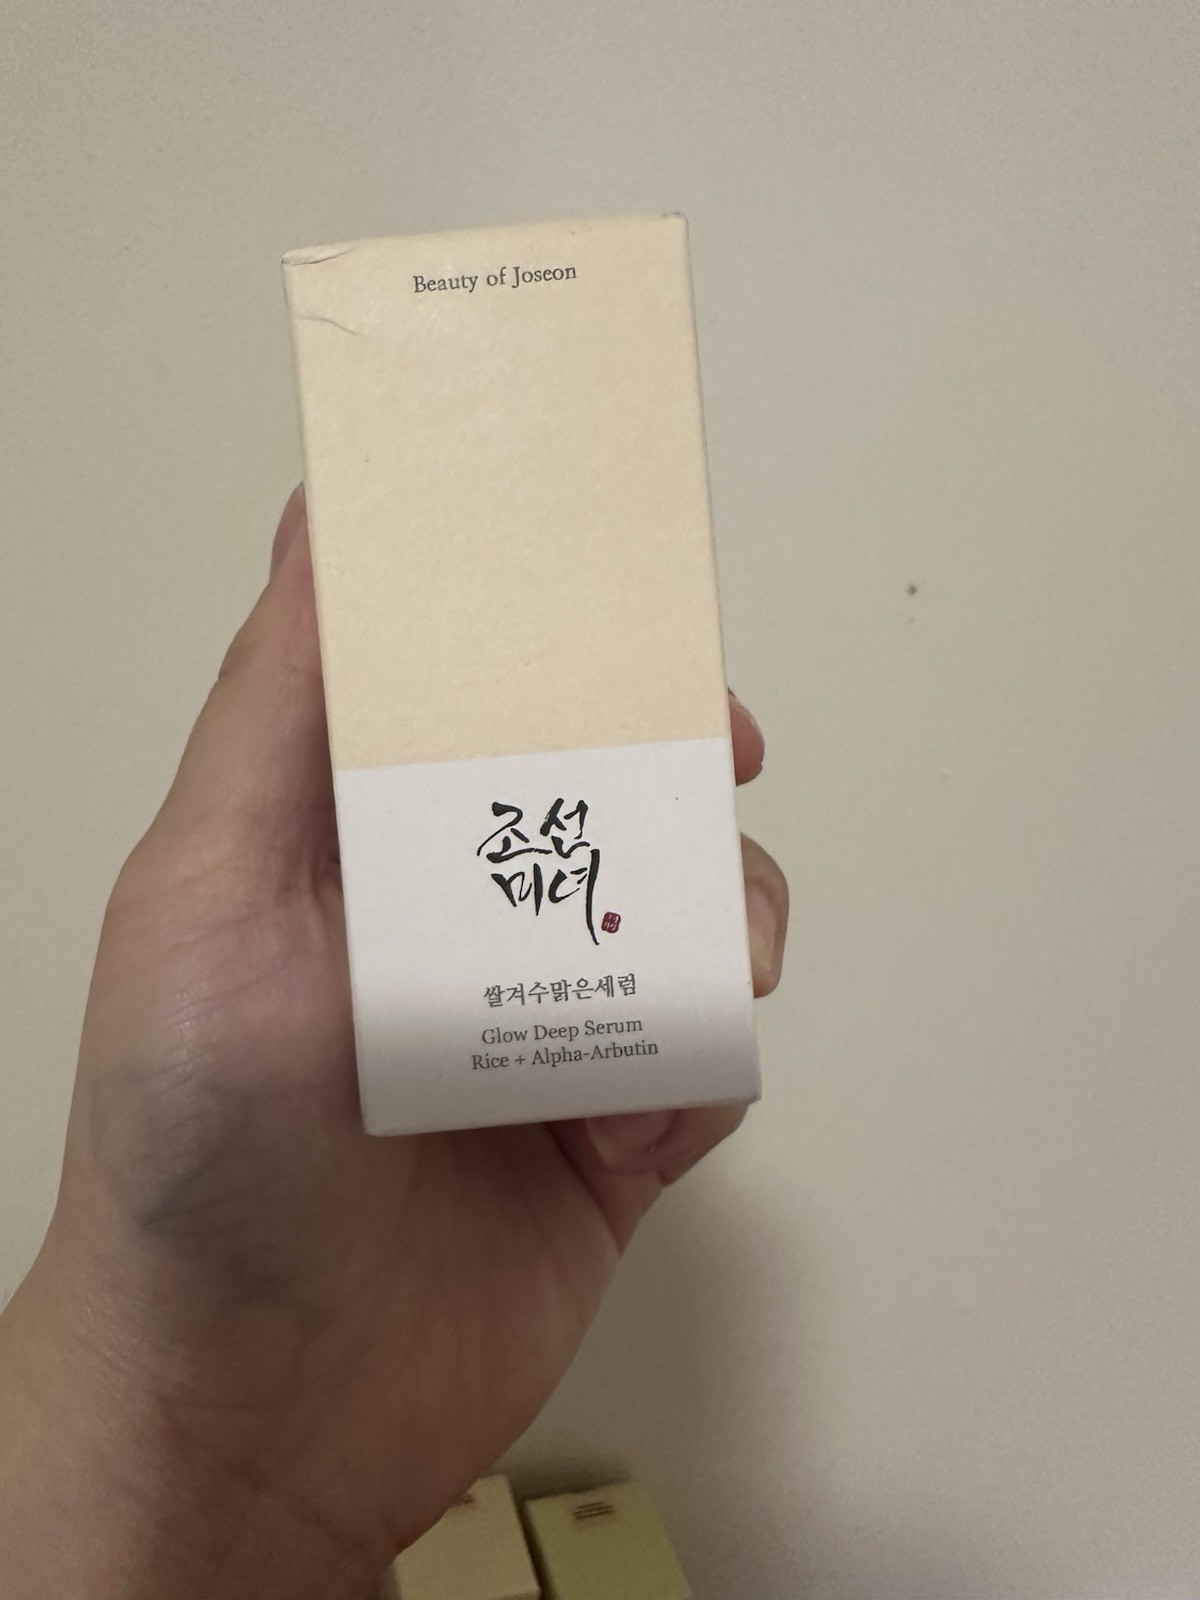 Beauty of Joseon
조선
미녀
쌀겨수맑은세럼
Glow Deep Serum
Rice + Alpha-Arbutin